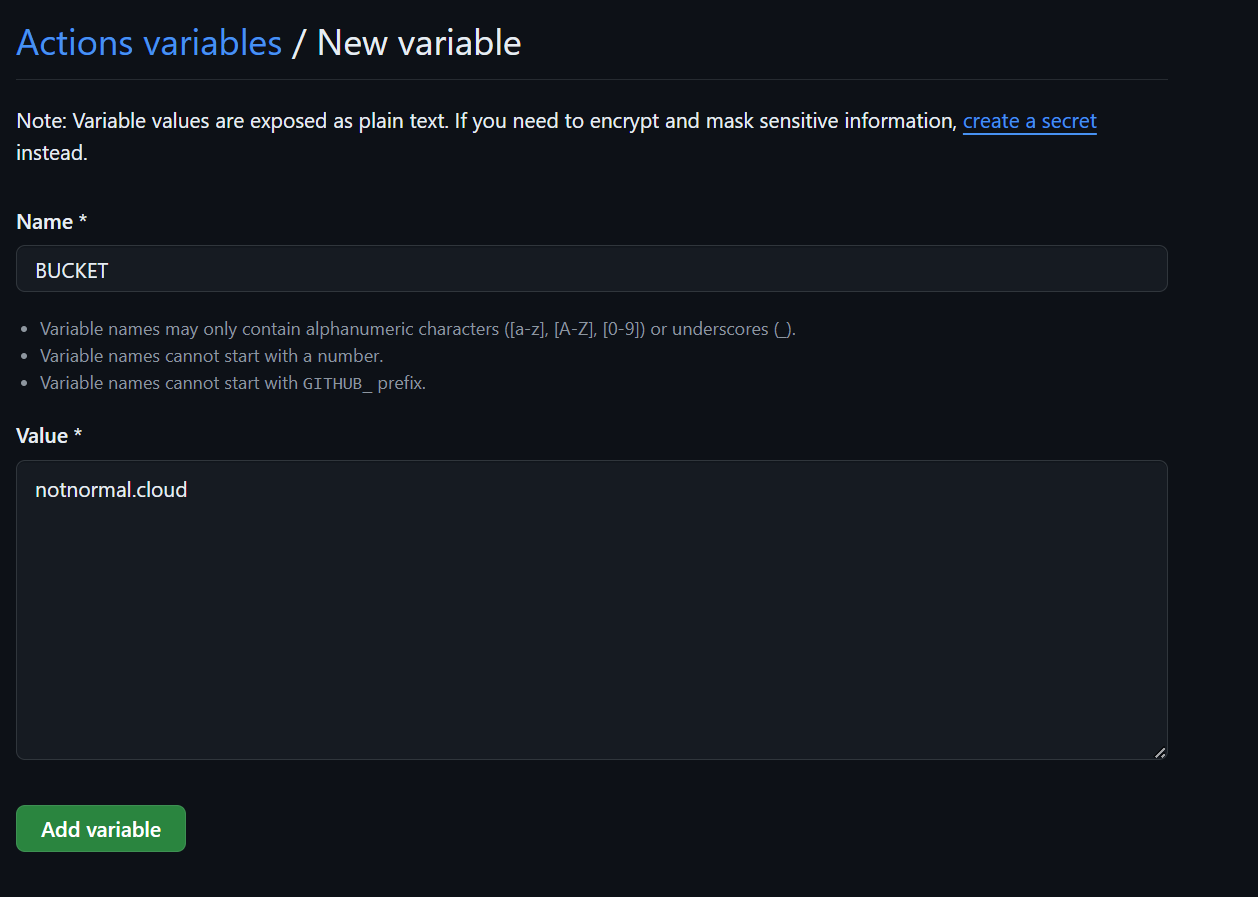 Actions variables / New variable
Note: Variable values are exposed as plain text. If you need to encrypt and mask sensitive information, create a secret
instead.
Name *
BUCKET
• Variable names may only contain alphanumeric characters ([a-z], [A-Z], [0-9]) or underscores (_).
• Variable names cannot start with a number.
• Variable names cannot start with GITHUB_ prefix.
Value *
notnormal.cloud
Add variable